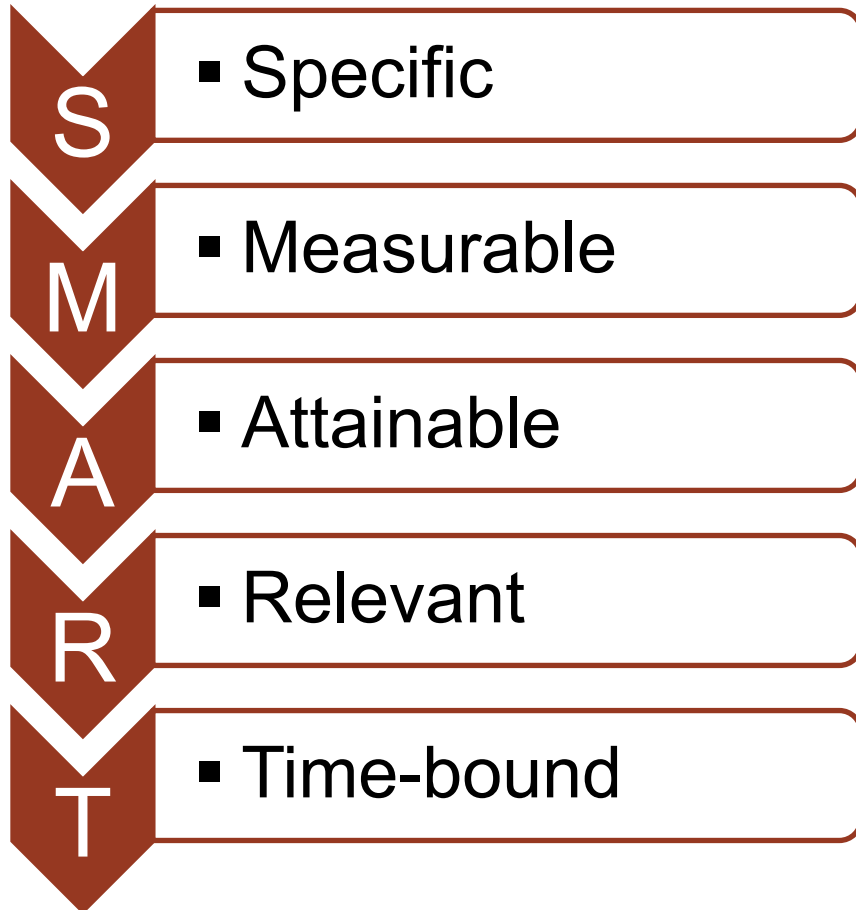 S
▪ Specific
M
▪ Measurable
A
▪ Attainable
R
▪ Relevant
T
▪ Time-bound